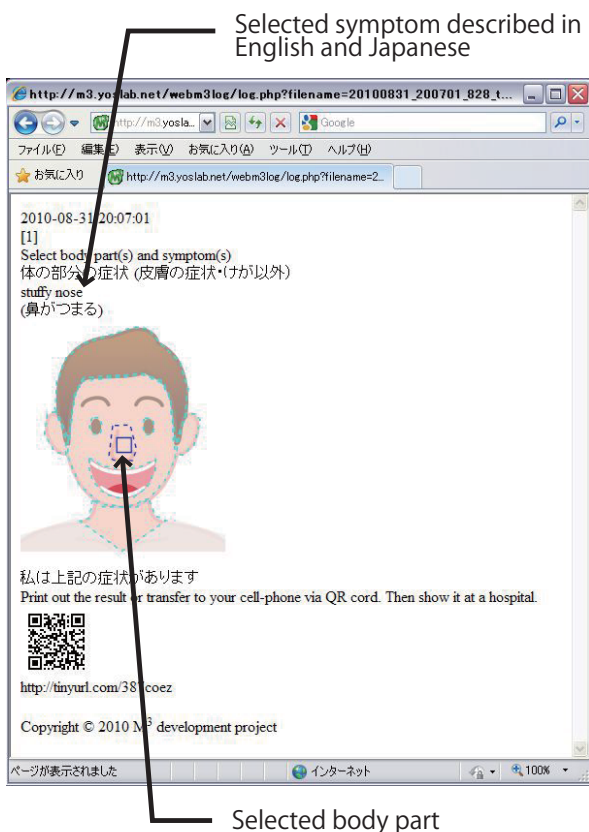 Selected symptom described in
English and Japanese
http://m3.yoslab.net/webm3log/log.php?filename=20100831_200701_828_t...
http://m3.yosla...
Google
ファイル(F) 編集(E) 表示(V) お気に入り(A) ツール(T) ヘルプ(H)
お気に入り
http://m3.yoslab.net/webm3log/log.php?filename=2...
2010-08-31 20:07:01
[1]
Select body part(s) and symptom(s)
体の部分の症状 (皮膚の症状・けが以外)
stuffy nose
(鼻がつまる)
私は上記の症状があります
Print out the result or transfer to your cell-phone via QR cord. Then show it at a hospital.
Copyright © 2010 M³ development project
ページが表示されました
インターネット
100%
Selected body part